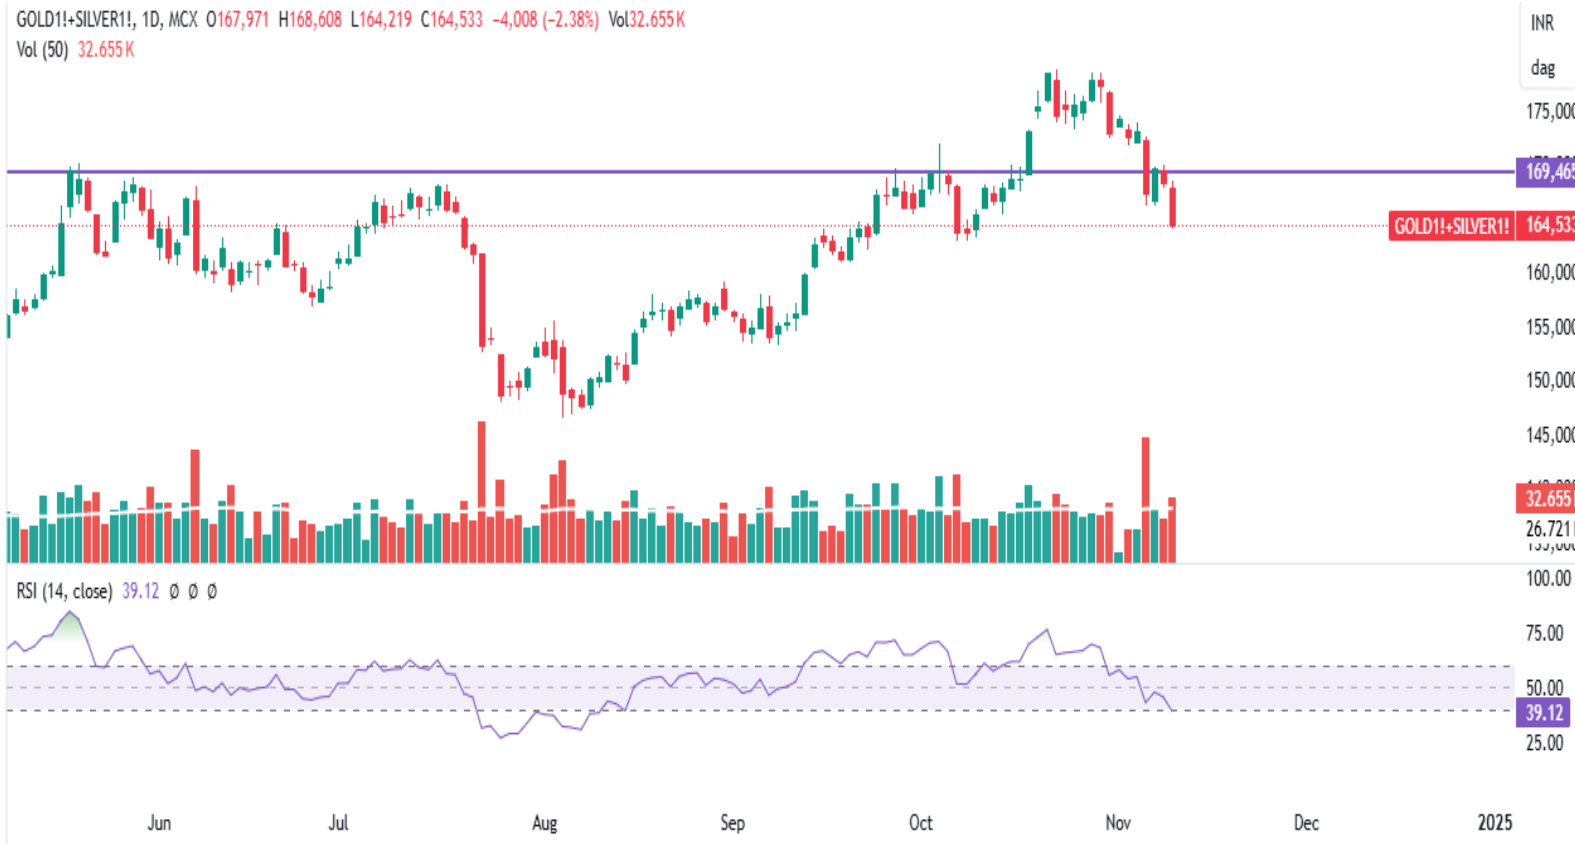 GOLD1!+SILVER1!, 1D, MCX O167,971 H168,608 L164,219 C164,533 −4,008 (−2.38%) Vol32.655K
Vol (50) 32.655K
INR
dag
175,000
169,465
GOLD1!+SILVER1! 164,533
160,000
155,000
150,000
145,000
32.655
26.721
100.00
RSI (14, close) 39.12 Ø Ø Ø
75.00
50.00
39.12
25.00
Jun Jul Aug Sep Oct Nov Dec 2025